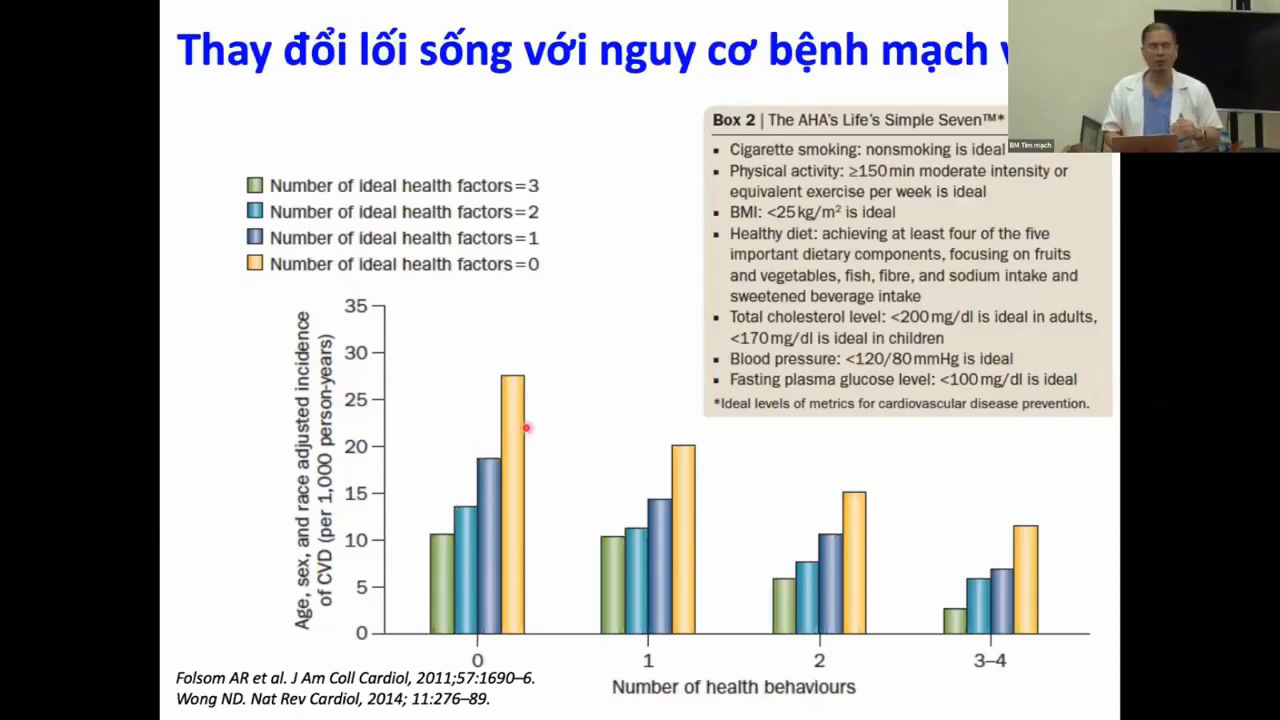 Thay đổi lối sống với nguy cơ bệnh mạch
BM Tim mạch
Box 2 | The AHA's Life's Simple Seven™*
▪ Cigarette smoking: nonsmoking is ideal
▪ Physical activity: ≥150 min moderate intensity or
equivalent exercise per week is ideal
▪ BMI: <25 kg/m² is ideal
▪ Healthy diet: achieving at least four of the five
important dietary components, focusing on fruits
and vegetables, fish, fibre, and sodium intake and
sweetened beverage intake
▪ Total cholesterol level: <200 mg/dl is ideal in adults,
<170 mg/dl is ideal in children
▪ Blood pressure: <120/80 mmHg is ideal
▪ Fasting plasma glucose level: <100 mg/dl is ideal
*Ideal levels of metrics for cardiovascular disease prevention.
Number of ideal health factors=3
Number of ideal health factors=2
Number of ideal health factors=1
Number of ideal health factors=0
Age, sex, and race adjusted incidence
of CVD (per 1,000 person-years)
35
30
25
20
15
10
5
0
0 1 2 3–4
Number of health behaviours
Folsom AR et al. J Am Coll Cardiol, 2011;57:1690–6.
Wong ND. Nat Rev Cardiol, 2014; 11:276–89.